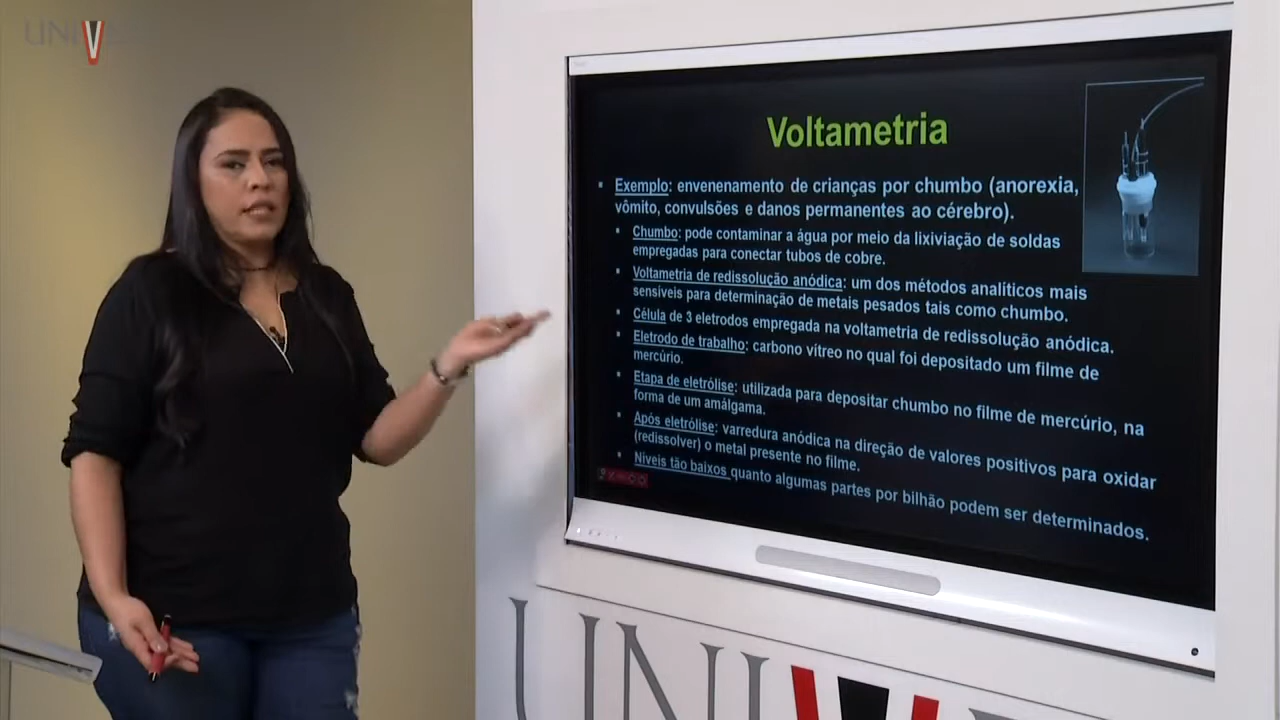 UNIV
Voltametria
Exemplo: envenenamento de crianças por chumbo (anorexia,
vômito, convulsões e danos permanentes ao cérebro).
Chumbo: pode contaminar a água por meio da lixiviação de soldas
empregadas para conectar tubos de cobre.
Voltametria de redissolução anódica: um dos métodos analíticos mais
sensíveis para determinação de metais pesados tais como chumbo.
Célula de 3 eletrodos empregada na voltametria de redissolução anódica.
Eletrodo de trabalho: carbono vítreo no qual foi depositado um filme de
mercúrio.
Etapa de eletrólise: utilizada para depositar chumbo no filme de mercúrio, na
forma de um amálgama.
Após eletrólise: varredura anódica na direção de valores positivos para oxidar
(redissolver) o metal presente no filme.
Níveis tão baixos quanto algumas partes por bilhão podem ser determinados.
UNIV